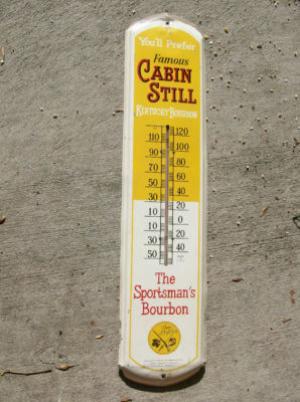 You'll Prefer
Famous
CABIN
STILL
KENTUCKY BOURBON
120
110
100
90
80
70
60
50
40
30
20
10
0
10
20
30
40
50
The
Sportsman's
Bourbon